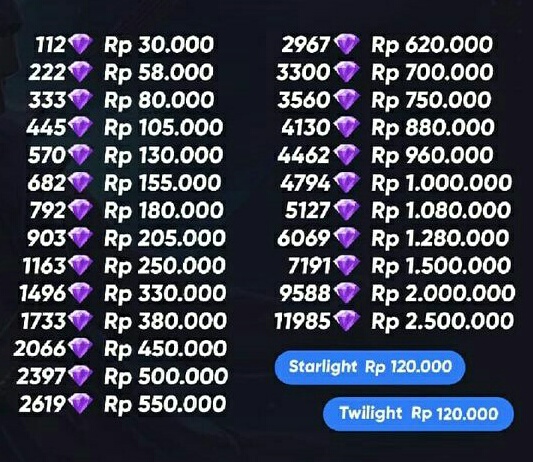 112 Rp 30.000
222 Rp 58.000
333 Rp 80.000
445 Rp 105.000
570 Rp 130.000
682 Rp 155.000
792 Rp 180.000
903 Rp 205.000
1163 Rp 250.000
1496 Rp 330.000
1733 Rp 380.000
2066 Rp 450.000
2397 Rp 500.000
2619 Rp 550.000
2967 Rp 620.000
3300 Rp 700.000
3560 Rp 750.000
4130 Rp 880.000
4462 Rp 960.000
4794 Rp 1.000.000
5127 Rp 1.080.000
6069 Rp 1.280.000
7191 Rp 1.500.000
9588 Rp 2.000.000
11985 Rp 2.500.000
Starlight Rp 120.000
Twilight Rp 120.000